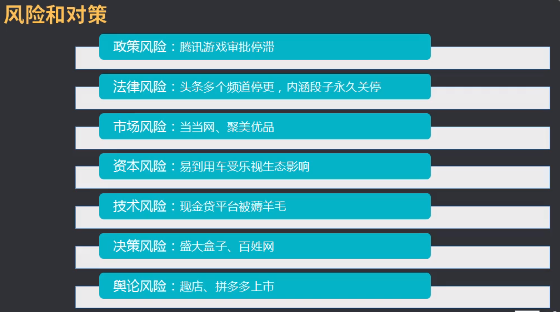 风险和对策
政策风险：腾讯游戏审批停滞
法律风险：头条多个频道停更，内涵段子永久关停
市场风险：当当网、聚美优品
资本风险：易到用车受乐视生态影响
技术风险：现金贷平台被薅羊毛
决策风险：盛大盒子、百姓网
舆论风险：趣店、拼多多上市